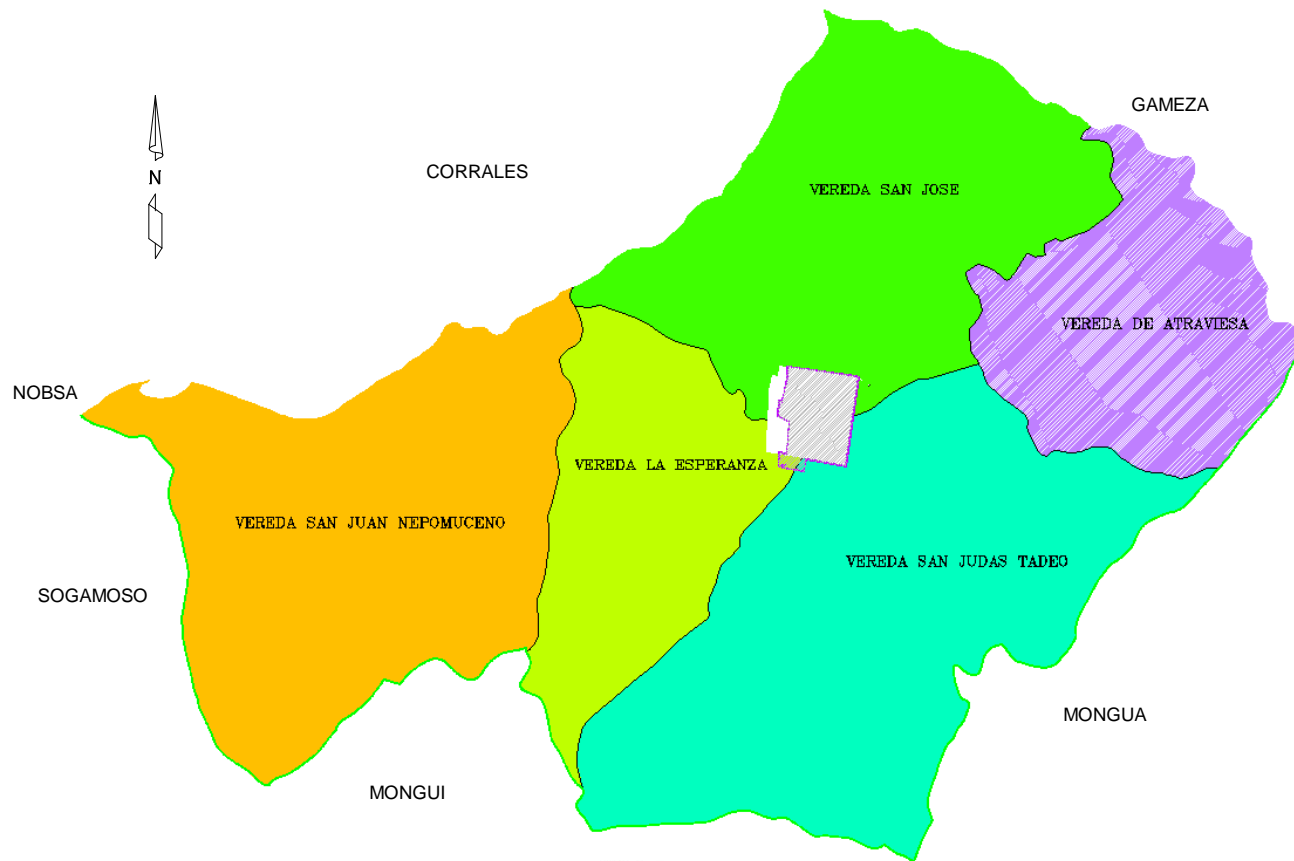 GAMEZA
CORRALES
N
VEREDA SAN JOSE
VEREDA DE ATRAVIESA
NOBSA
VEREDA LA ESPERANZA
VEREDA SAN JUAN NEPOMUCENO
VEREDA SAN JUDAS TADEO
SOGAMOSO
MONGUA
MONGUI